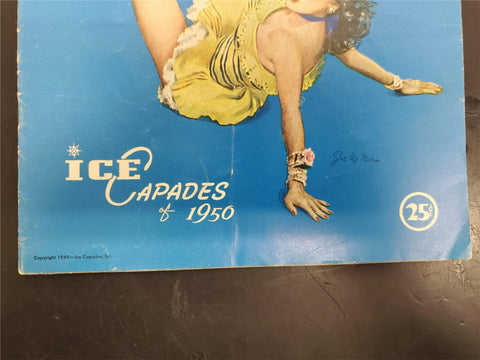 ICE
CAPADES
of 1950
25¢
Copyright 1949—Ice Capades, Inc.